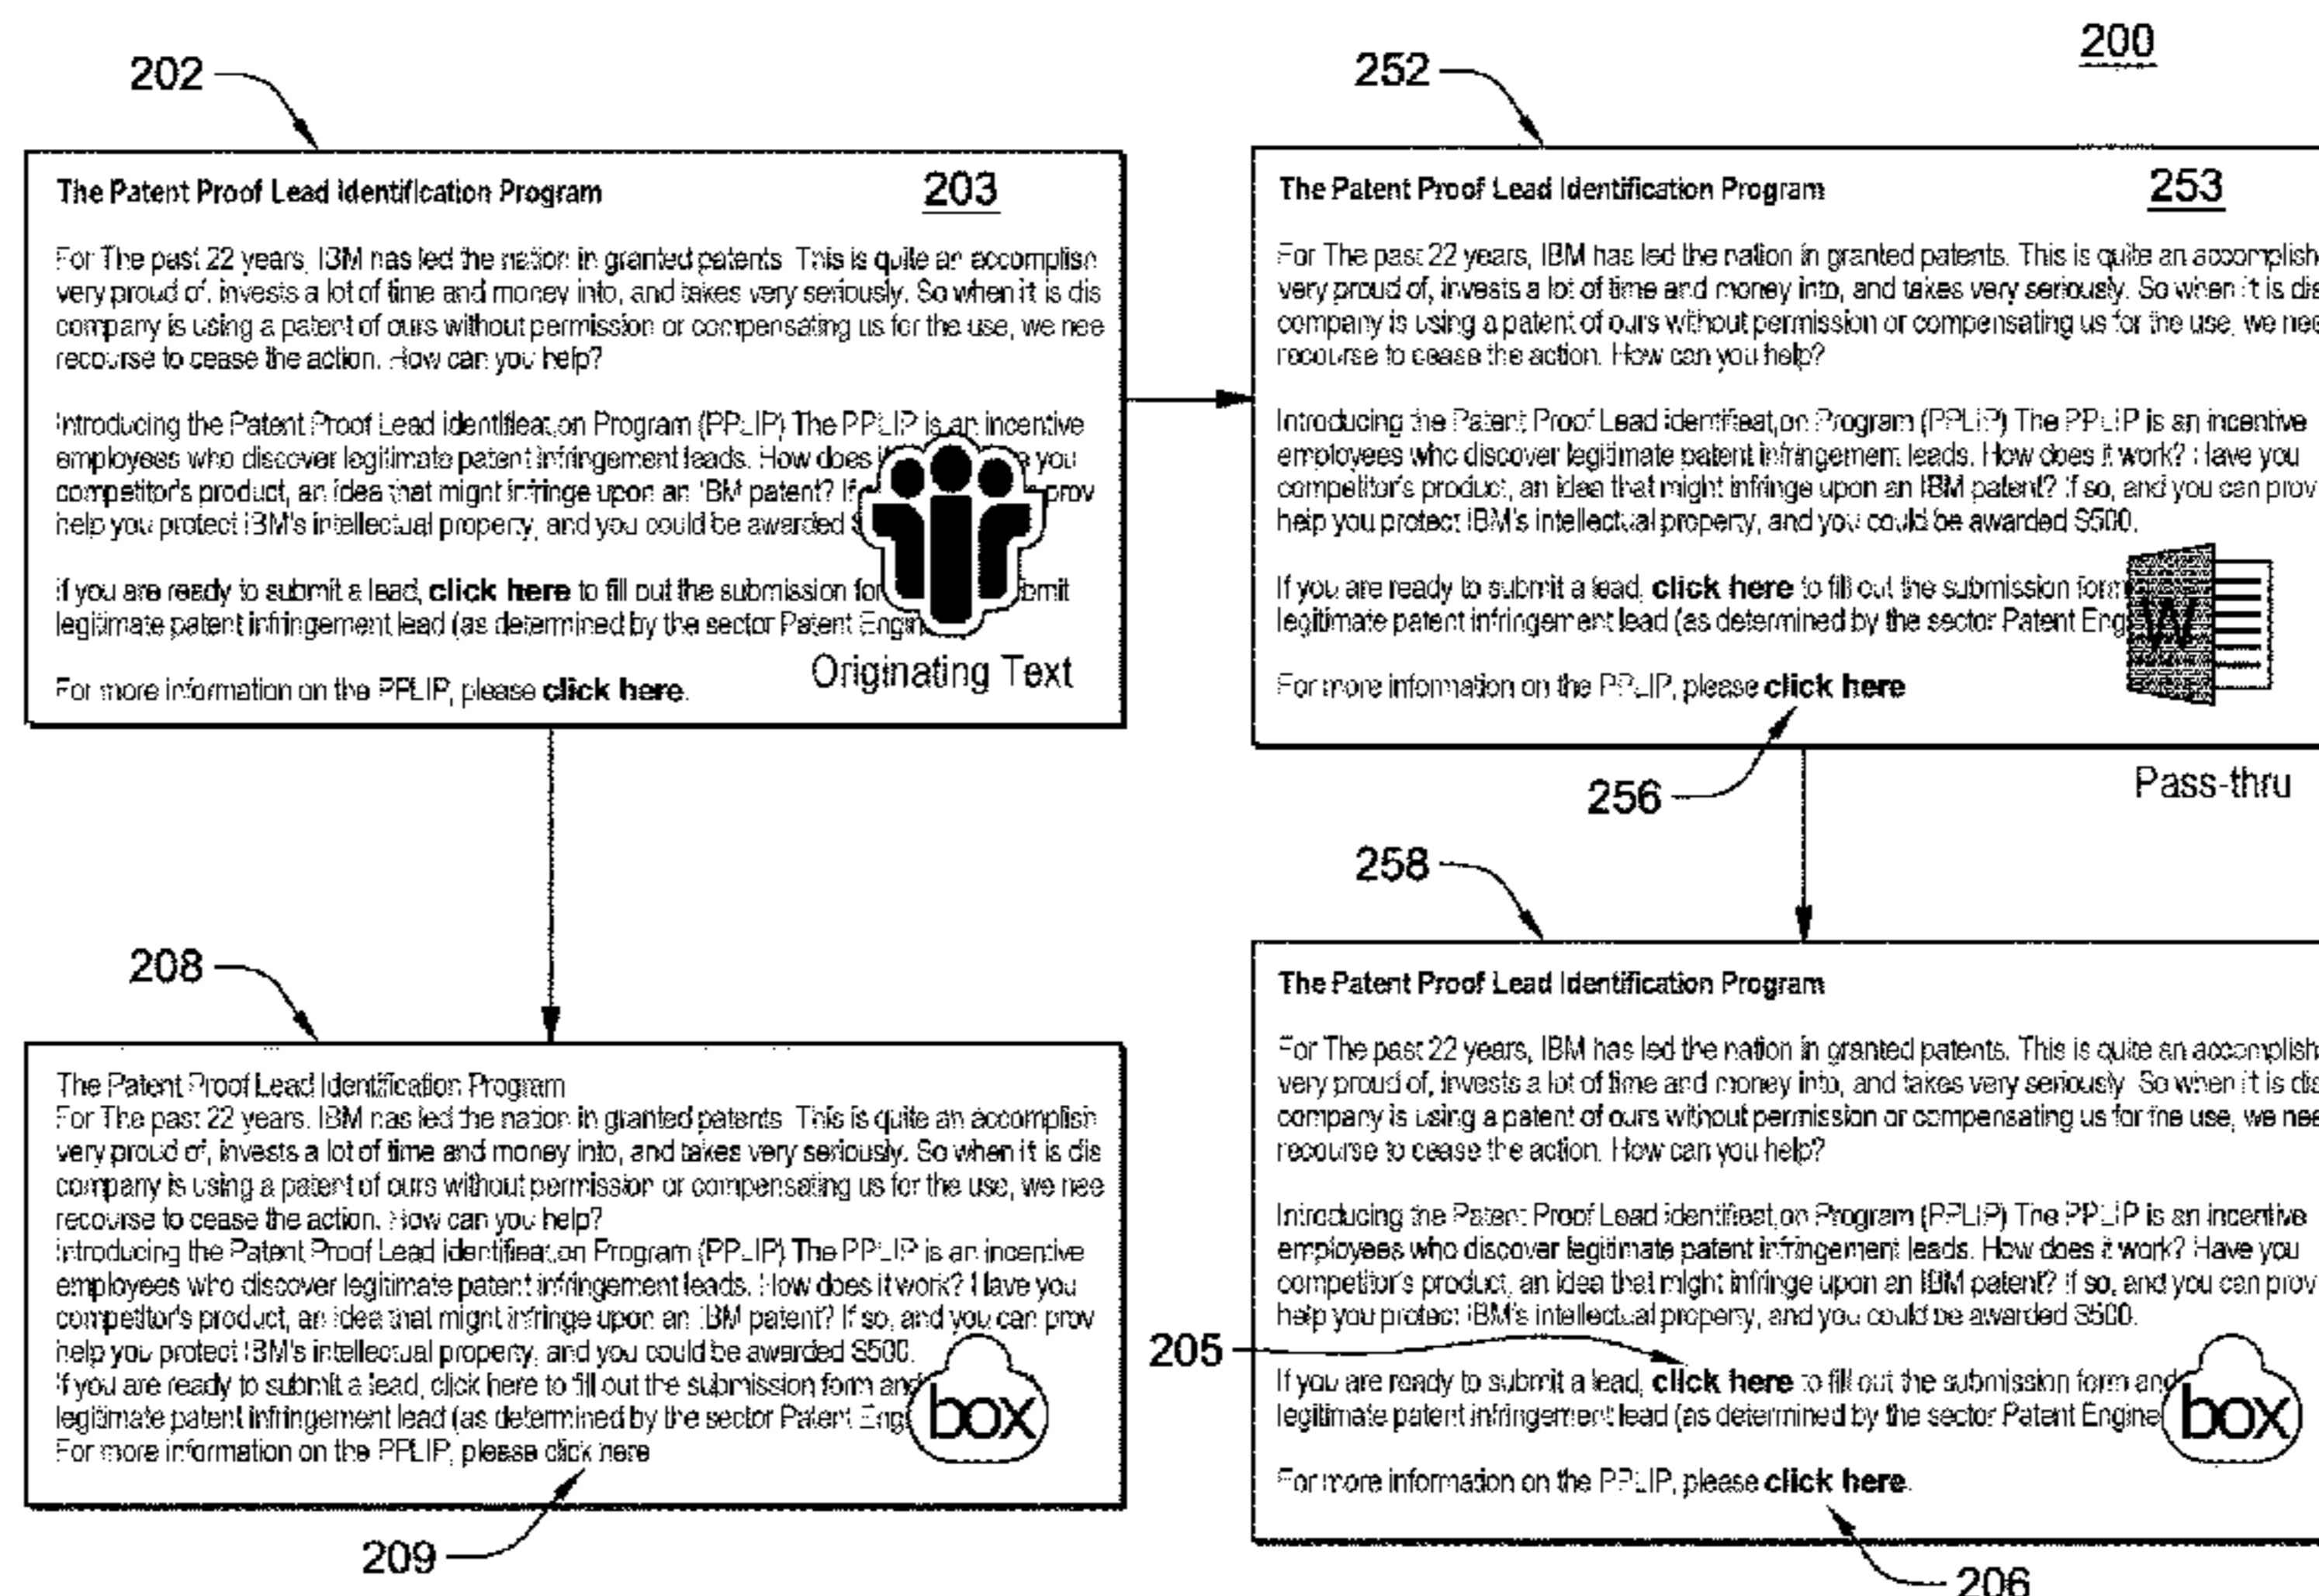 200
202
252
The Patent Proof Lead Identification Program 203
For The past 22 years, IBM has led the nation in granted patents. This is quite an accomplish
very proud of, invests a lot of time and money into, and takes very seriously. So when it is dis
company is using a patent of ours without permission or compensating us for the use, we nee
recourse to cease the action. How can you help?
Introducing the Patent Proof Lead identifieat,on Program (PPLIP) The PPLIP is an incentive
employees who discover legitimate patent infringement leads. How does you
competitor's product, an idea that might infringe upon an IBM patent? If prov
help you protect IBM's intellectual property, and you could be awarded
If you are ready to submit a lead, click here to fill out the submission for bmit
legitimate patent infringement lead (as determined by the sector Patent Engin
Originating Text
For more information on the PPLIP, please click here.
The Patent Proof Lead Identification Program 253
For The past 22 years, IBM has led the nation in granted patents. This is quite an accomplish
very proud of, invests a lot of time and money into, and takes very seriously. So when it is dis
company is using a patent of ours without permission or compensating us for the use, we nee
recourse to cease the action. How can you help?
Introducing the Patent Proof Lead identifieat,on Program (PPLIP) The PPLIP is an incentive
employees who discover legitimate patent infringement leads. How does it work? Have you
competitor's product, an idea that might infringe upon an IBM patent? If so, and you can prov
help you protect IBM's intellectual property, and you could be awarded $500.
If you are ready to submit a lead, click here to fill out the submission form
legitimate patent infringement lead (as determined by the sector Patent Eng
W
For more information on the PPLIP, please click here
256
Pass-thru
208
The Patent Proof Lead Identification Program
For The past 22 years, IBM has led the nation in granted patents. This is quite an accomplish
very proud of, invests a lot of time and money into, and takes very seriously. So when it is dis
company is using a patent of ours without permission or compensating us for the use, we nee
recourse to cease the action. How can you help?
Introducing the Patent Proof Lead identifieat,on Program (PPLIP) The PPLIP is an incentive
employees who discover legitimate patent infringement leads. How does it work? Have you
competitor's product, an idea that might infringe upon an IBM patent? If so, and you can prov
help you protect IBM's intellectual property, and you could be awarded $500.
If you are ready to submit a lead, click here to fill out the submission form and
legitimate patent infringement lead (as determined by the sector Patent Eng
box
For more information on the PPLIP, please click here
209
258
The Patent Proof Lead Identification Program
For The past 22 years, IBM has led the nation in granted patents. This is quite an accomplish
very proud of, invests a lot of time and money into, and takes very seriously. So when it is dis
company is using a patent of ours without permission or compensating us for the use, we nee
recourse to cease the action. How can you help?
Introducing the Patent Proof Lead identifieat,on Program (PPLIP) The PPLIP is an incentive
employees who discover legitimate patent infringement leads. How does it work? Have you
competitor's product, an idea that might infringe upon an IBM patent? If so, and you can prov
help you protect IBM's intellectual property, and you could be awarded $500.
205
If you are ready to submit a lead, click here to fill out the submission form and
legitimate patent infringement lead (as determined by the sector Patent Engine
box
For more information on the PPLIP, please click here.
206